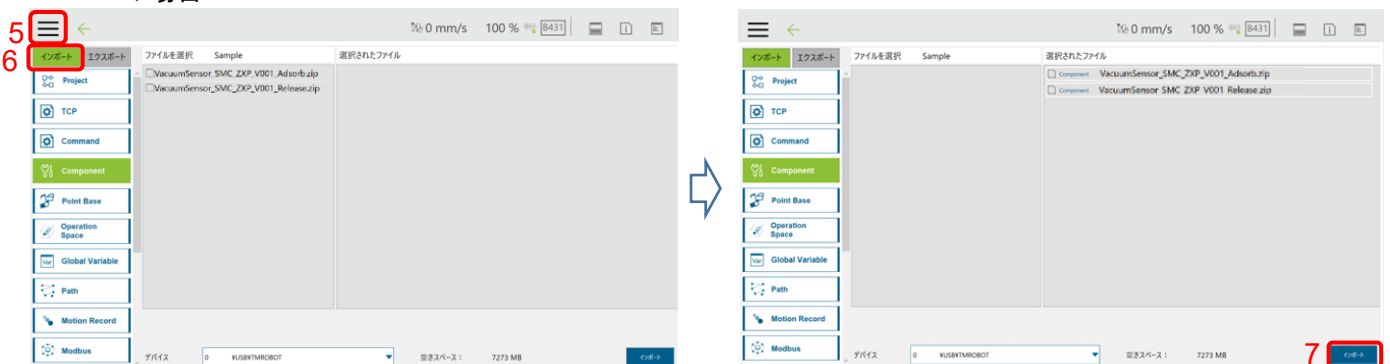 5
0 mm/s 100 % B431
6
インポート エクスポート ファイルを選択 Sample 選択されたファイル
Project
VacuumSensor_SMC_ZXP_V001_Adsorb.zip
VacuumSensor_SMC_ZXP_V001_Release.zip
TCP
Command
Component
Point Base
Operation
Space
Var Global Variable
Path
Motion Record
Modbus
デバイス 0 ¥USB¥TMROBOT 空きスペース： 7273 MB インポート
0 mm/s 100 % B431
インポート エクスポート ファイルを選択 Sample 選択されたファイル
Project
Component VacuumSensor_SMC_ZXP_V001_Adsorb.zip
Component VacuumSensor SMC ZXP V001 Release.zip
TCP
Command
Component
Point Base
Operation
Space
Var Global Variable
Path
Motion Record
Modbus
デバイス 0 ¥USB¥TMROBOT 空きスペース： 7273 MB
7 インポート